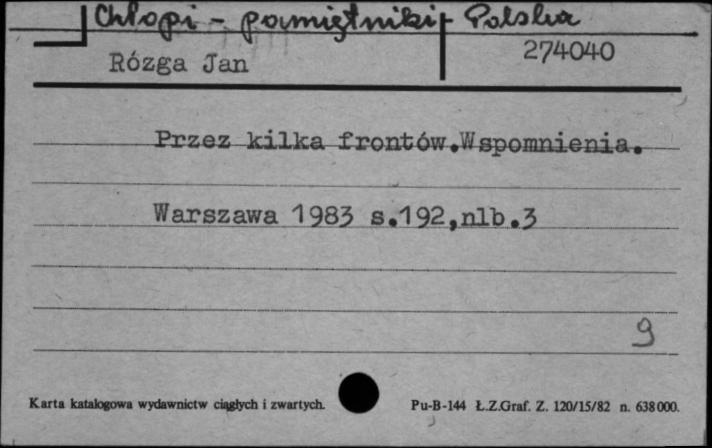 Chłopi - pamiętniki - Polska
274040
Rózga Jan
Przez kilka frontów.Wspomnienia.
Warszawa 1983 s.192,nlb.3
9
Karta katalogowa wydawnictw ciągłych i zwartych.
Pu-B-144 Ł.Z.Graf. Z. 120/15/82 n. 638000.